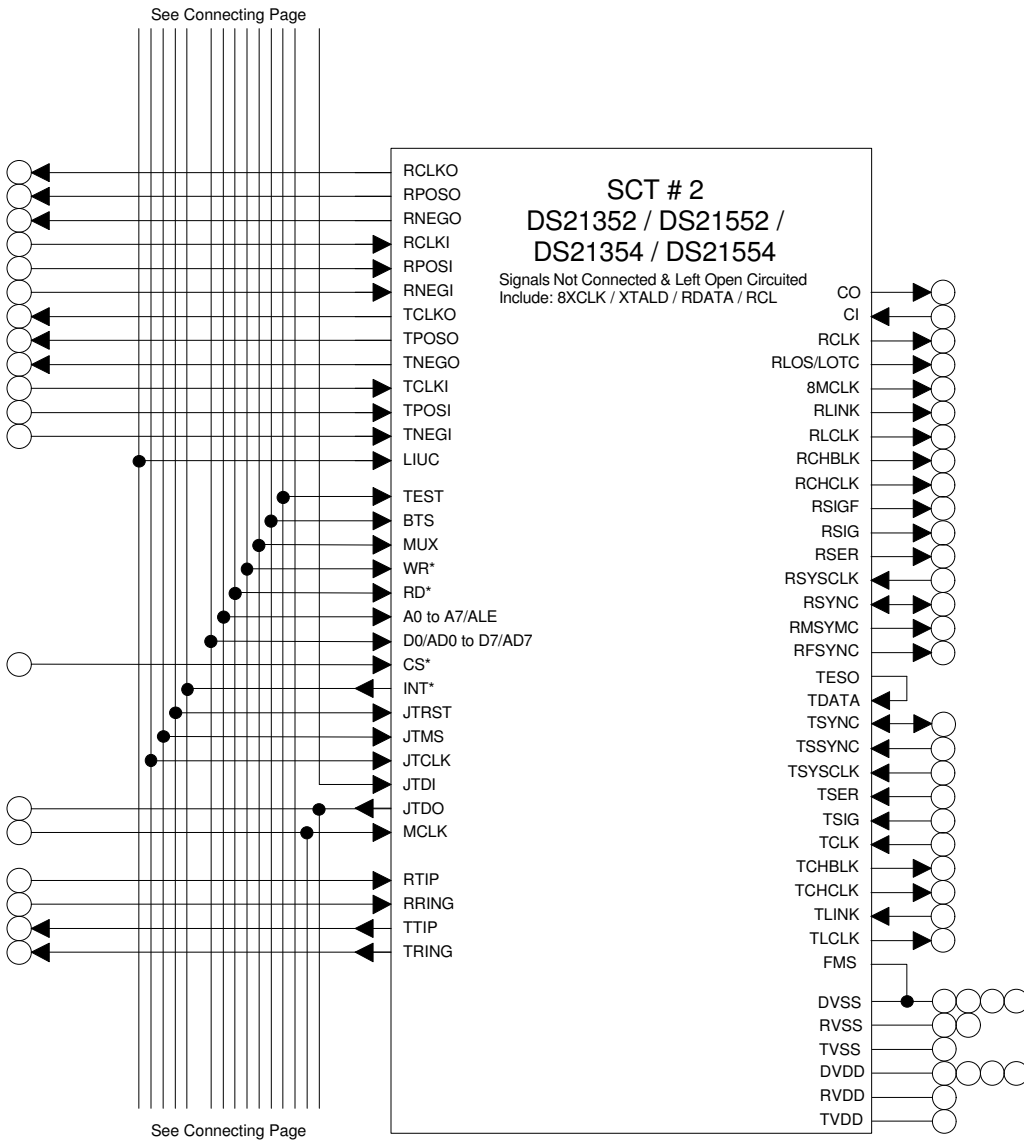 See Connecting Page
SCT # 2
DS21352 / DS21552 /
DS21354 / DS21554
Signals Not Connected & Left Open Circuited
Include: 8XCLK / XTALD / RDATA / RCL
RCLKO
RPOSO
RNEGO
RCLKI
RPOSI
RNEGI
TCLKO
TPOSO
TNEGO
TCLKI
TPOSI
TNEGI
LIUC
TEST
BTS
MUX
WR*
RD*
A0 to A7/ALE
D0/AD0 to D7/AD7
CS*
INT*
JTRST
JTMS
JTCLK
JTDI
JTDO
MCLK
RTIP
RRING
TTIP
TRING
CO
CI
RCLK
RLOS/LOTC
8MCLK
RLINK
RLCLK
RCHBLK
RCHCLK
RSIGF
RSIG
RSER
RSYSCLK
RSYNC
RMSYMC
RFSYNC
TESO
TDATA
TSYNC
TSSYNC
TSYSCLK
TSER
TSIG
TCLK
TCHBLK
TCHCLK
TLINK
TLCLK
FMS
DVSS
RVSS
TVSS
DVDD
RVDD
TVDD
See Connecting Page